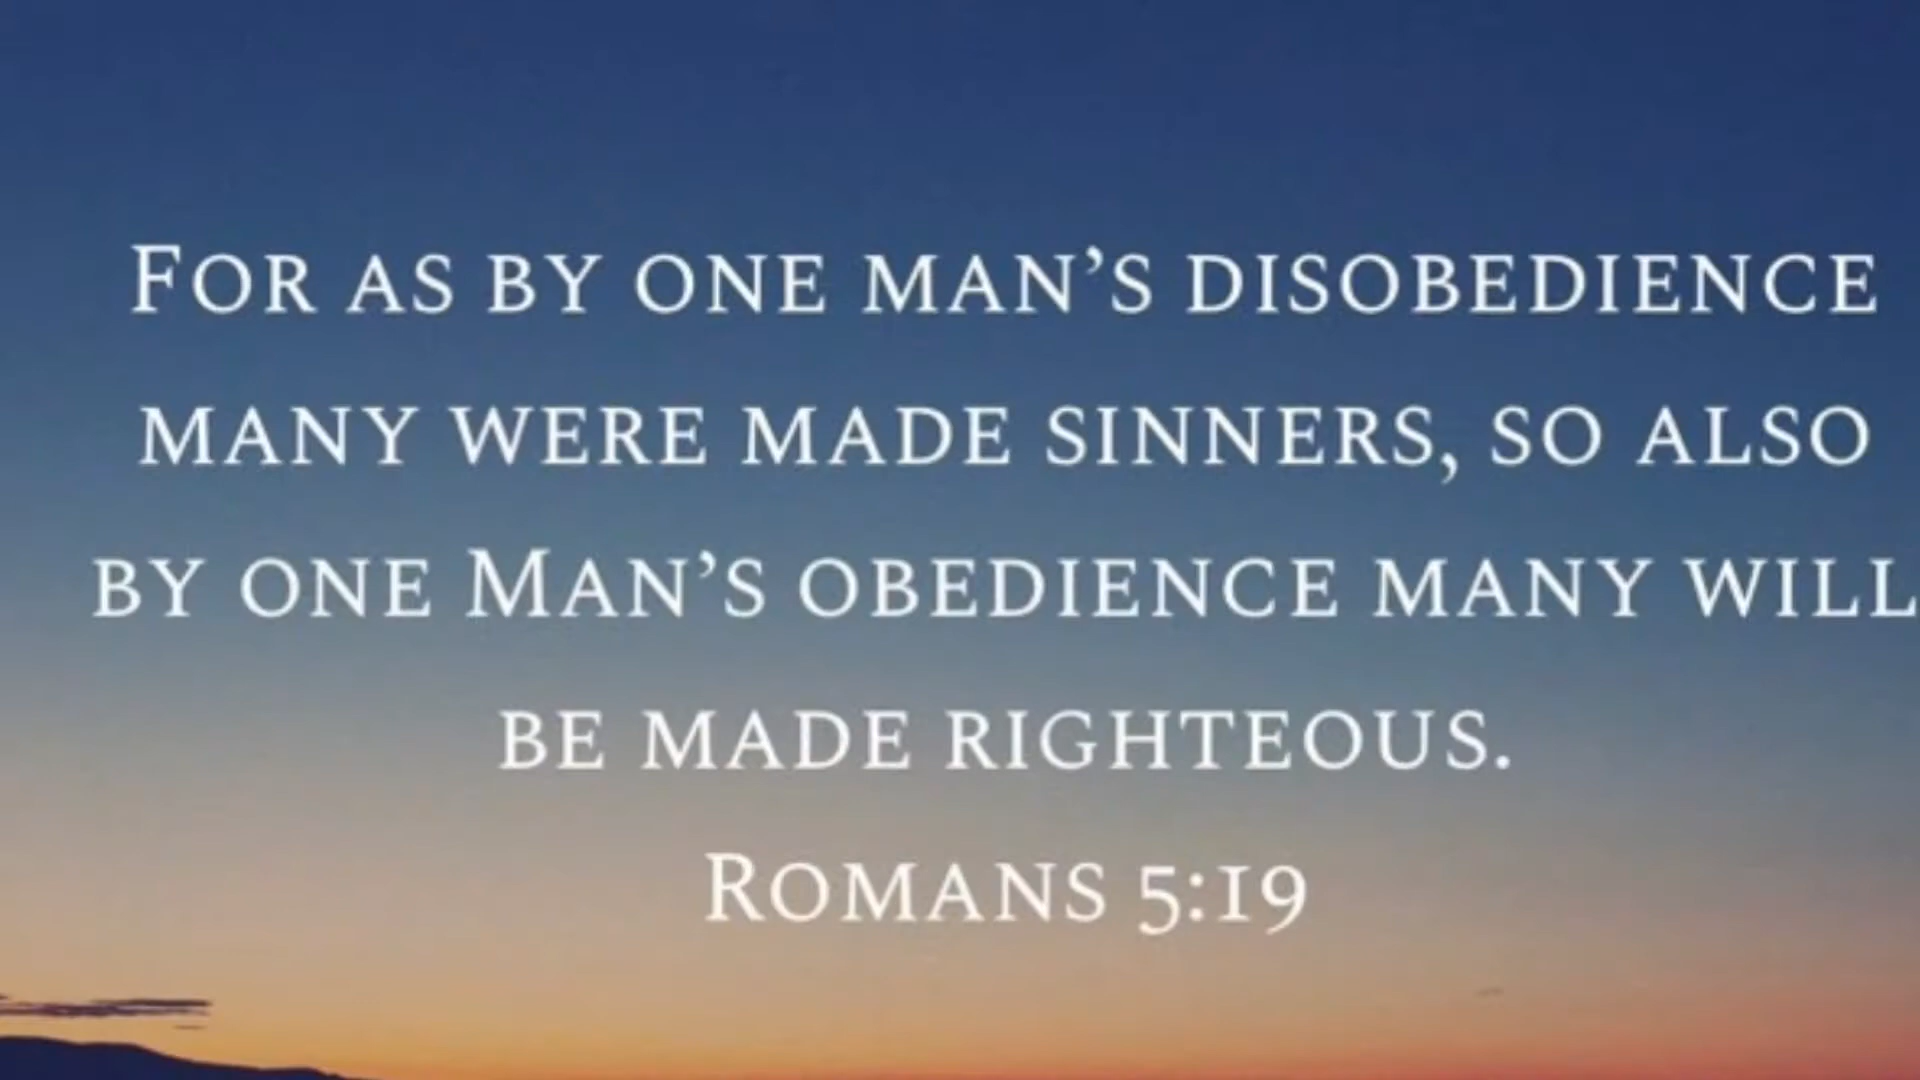 For as by one man’s disobedience
many were made sinners, so also
by one Man’s obedience many will
be made righteous.
Romans 5:19